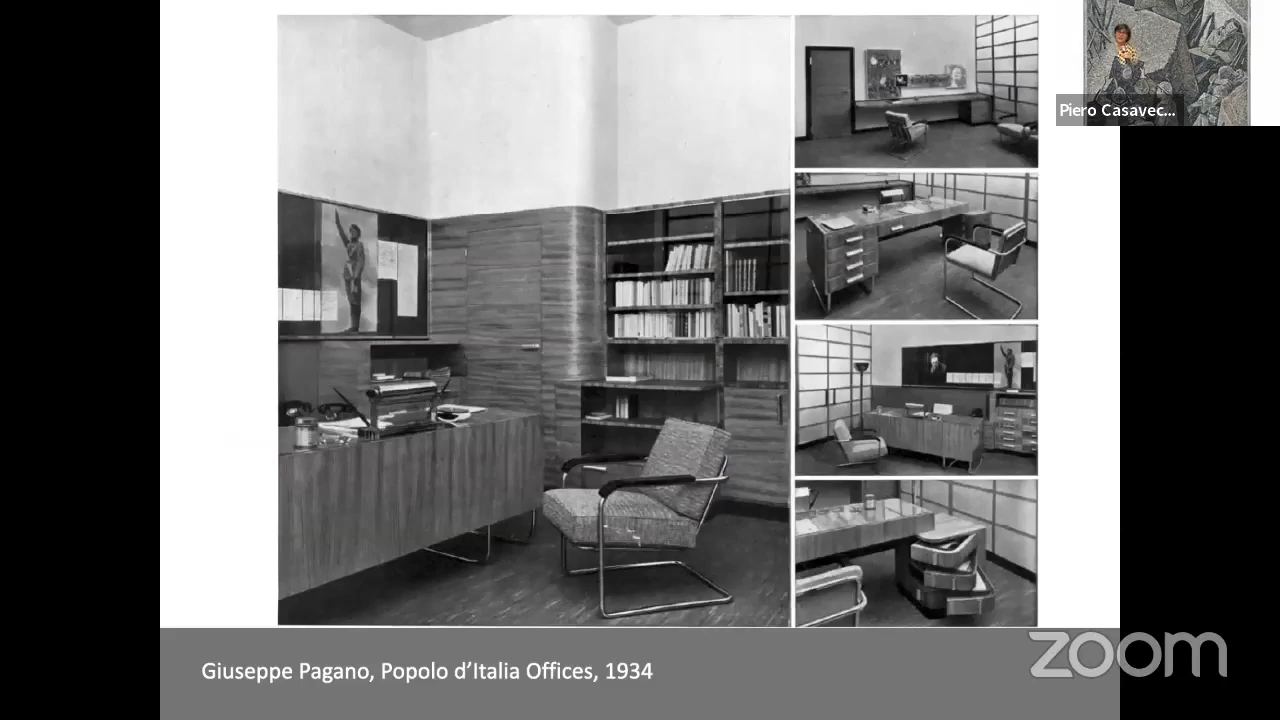 Piero Casavec...
Giuseppe Pagano, Popolo d'Italia Offices, 1934
zoom